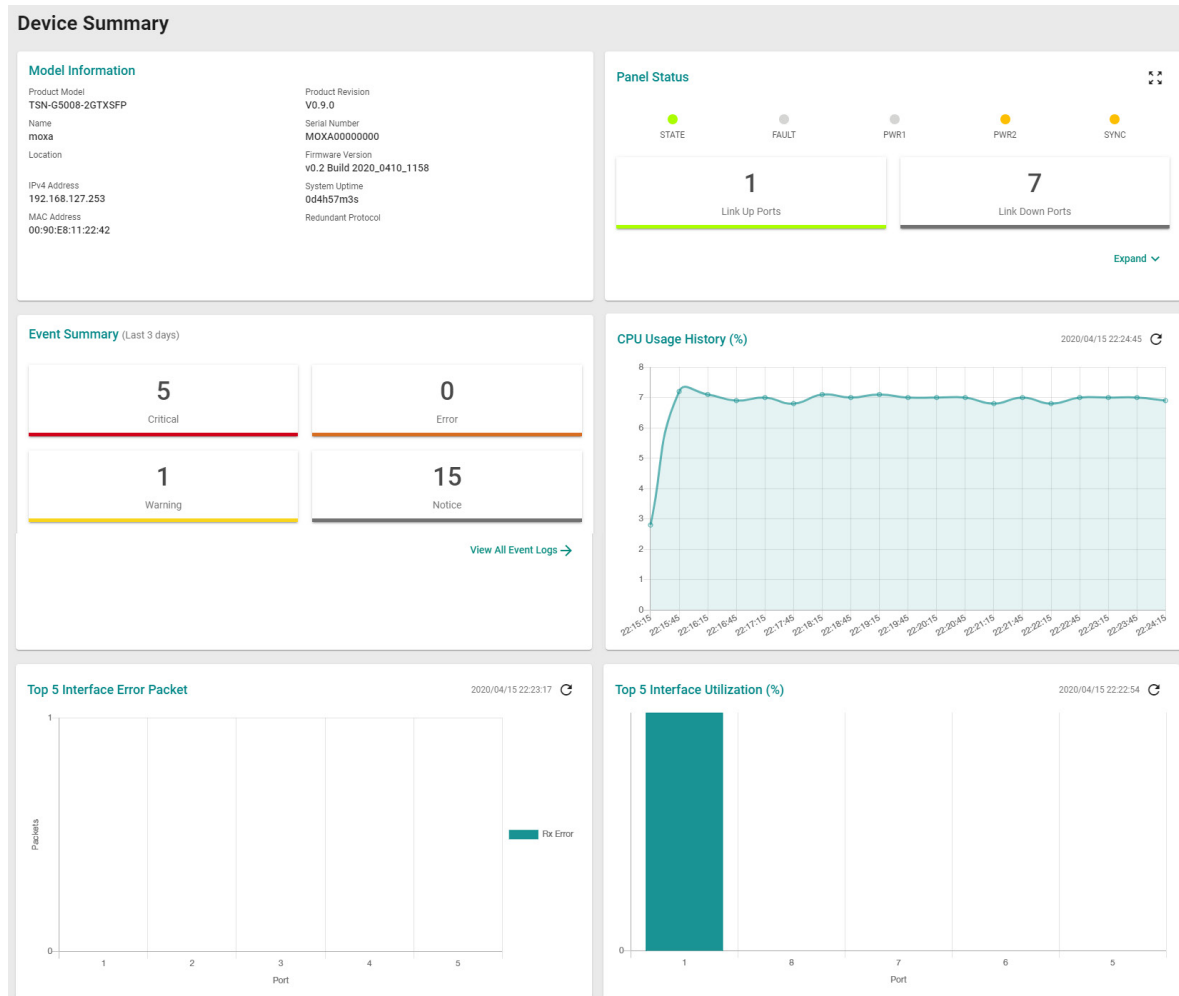 Device Summary
Model Information
Product Model
TSN-G5008-2GTXSFP
Product Revision
V0.9.0
Name
moxa
Serial Number
MOXA00000000
Location
Firmware Version
v0.2 Build 2020_0410_1158
IPv4 Address
192.168.127.253
System Uptime
0d4h57m3s
MAC Address
00:90:E8:11:22:42
Redundant Protocol
Panel Status
STATE FAULT PWR1 PWR2 SYNC
1
Link Up Ports
7
Link Down Ports
Expand
Event Summary (Last 3 days)
5
Critical
0
Error
1
Warning
15
Notice
View All Event Logs
CPU Usage History (%)
2020/04/15 22:24:45
8
7
6
5
4
3
2
1
0
22:15:15 22:15:45 22:16:15 22:16:45 22:17:15 22:17:45 22:18:15 22:18:45 22:19:15 22:19:45 22:20:15 22:20:45 22:21:15 22:21:45 22:22:15 22:22:45 22:23:15 22:23:45 22:24:15
Top 5 Interface Error Packet
2020/04/15 22:23:17
1
Packets
0
1 2 3 4 5
Port
Rx Error
Top 5 Interface Utilization (%)
2020/04/15 22:22:54
0
1 8 7 6 5
Port